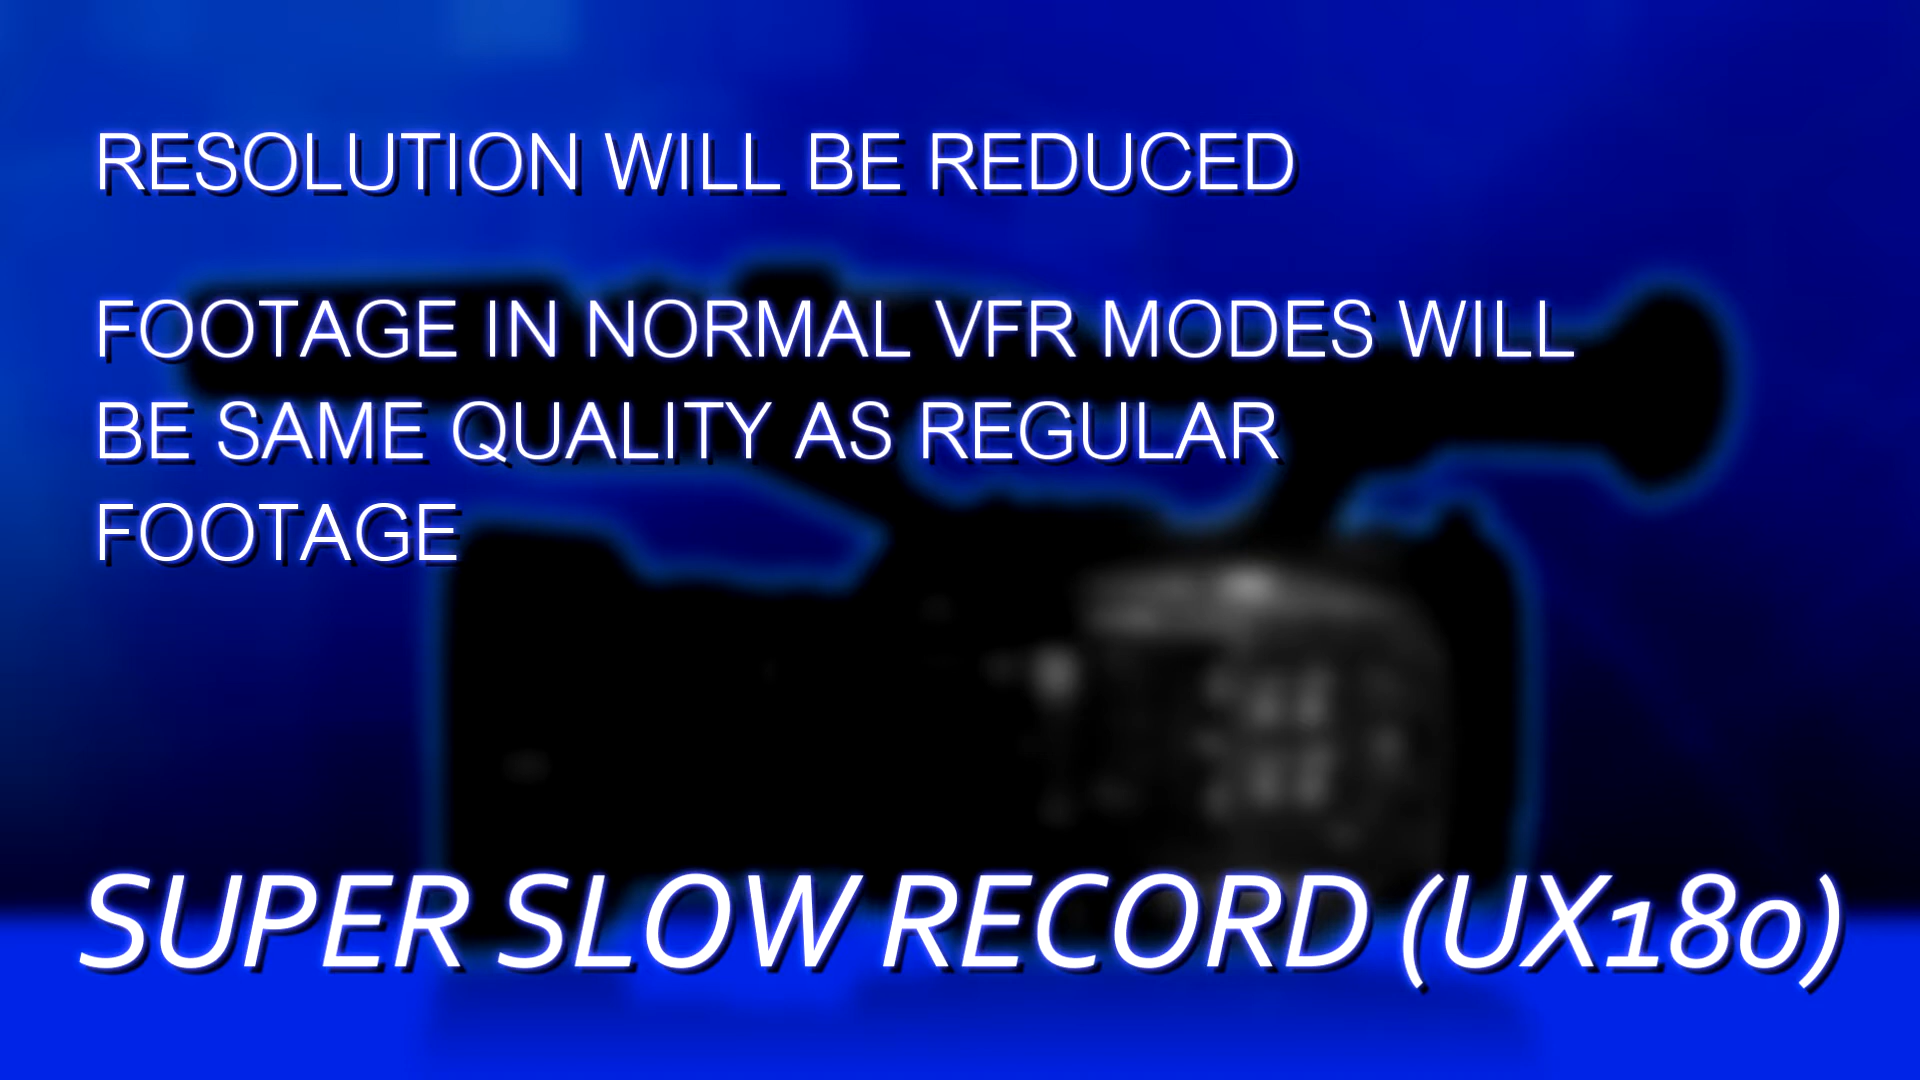 RESOLUTION WILL BE REDUCED
FOOTAGE IN NORMAL VFR MODES WILL
BE SAME QUALITY AS REGULAR
FOOTAGE
SUPER SLOW RECORD (UX180)